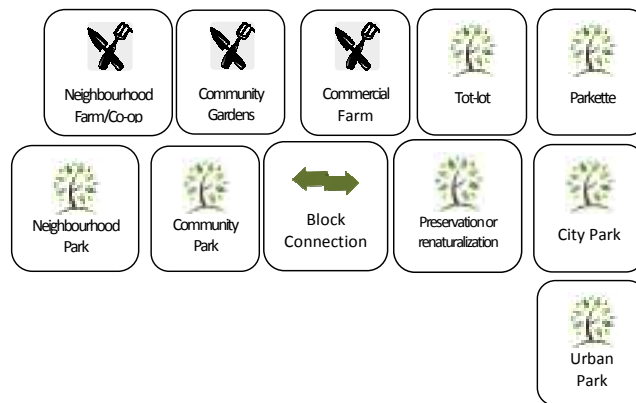 Neighbourhood
Farm/Co-op
Community
Gardens
Commercial
Farm
Tot-lot
Parkette
Neighbourhood
Park
Community
Park
Block
Connection
Preservation or
renaturalization
City Park
Urban
Park